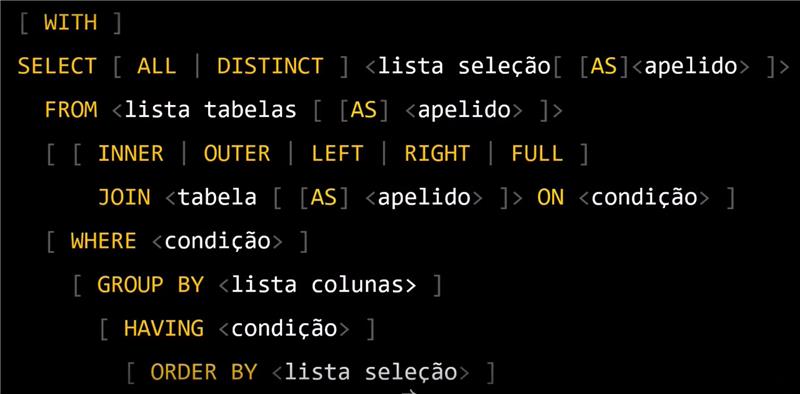 [ WITH ]
SELECT [ ALL | DISTINCT ] <lista seleção[ [AS]<apelido> ]>
FROM <lista tabelas [ [AS] <apelido> ]>
[ [ INNER | OUTER | LEFT | RIGHT | FULL ]
JOIN <tabela [ [AS] <apelido> ]> ON <condição> ]
[ WHERE <condição> ]
[ GROUP BY <lista colunas> ]
[ HAVING <condição> ]
[ ORDER BY <lista seleção> ]